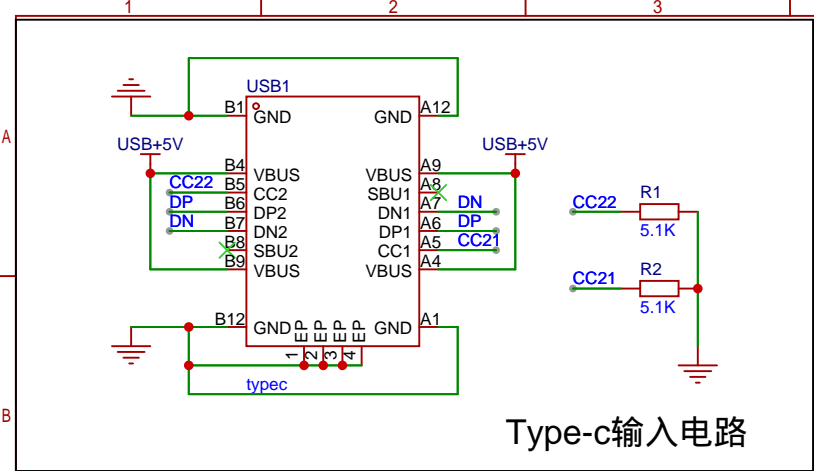 1 2 3
A
B
USB1
B1 GND GND A12
USB+5V USB+5V
B4 VBUS VBUS A9
CC22 B5 CC2 SBU1 A8
DP B6 DP2 DN1 A7 DN
DN B7 DN2 DP1 A6 DP
B8 SBU2 CC1 A5 CC21
B9 VBUS VBUS A4
B12 GND EP EP EP EP GND A1
1 2 3 4
typec
CC22 R1
5.1K
CC21 R2
5.1K
Type-c输入电路